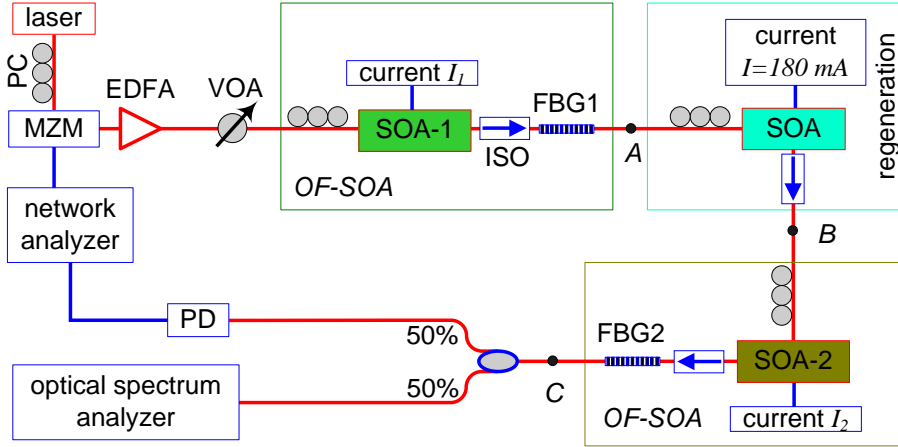 laser
PC
EDFA
VOA
MZM
network
analyzer
current I1
SOA-1
ISO
FBG1
OF-SOA
A
current
I=180 mA
SOA
regeneration
B
SOA-2
current I2
FBG2
OF-SOA
C
50%
50%
PD
optical spectrum
analyzer